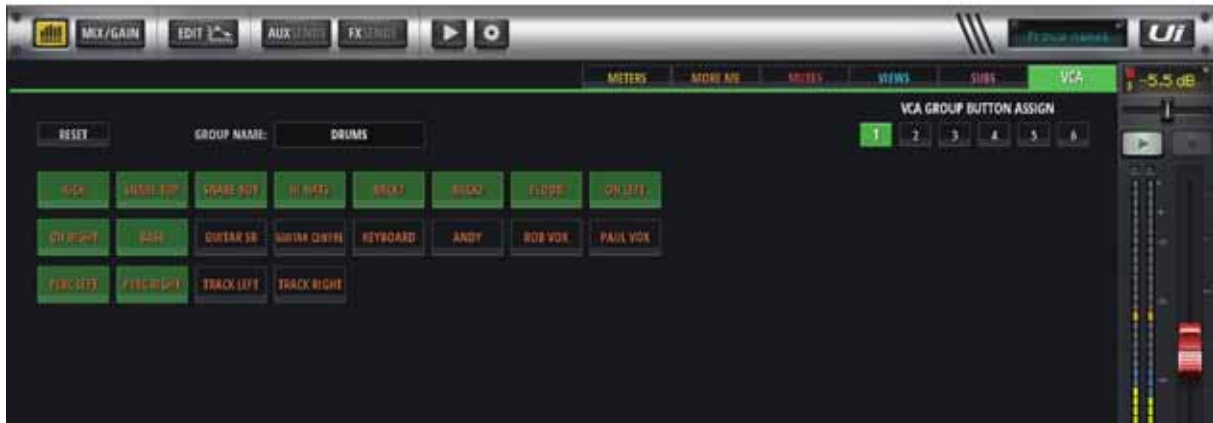 MIX/GAIN EDIT AUX SENDS FX SENDS Ui
METERS MORE ME MUTES VIEWS SUBS VCA -5.5 dB
VCA GROUP BUTTON ASSIGN
RESET GROUP NAME: DRUMS 1 2 3 4 5 6
KICK SNARE TOP SNARE BOT HI HATS RACK1 RACK2 FLOOR OH LEFT
OH RIGHT BASS GUITAR SR GUITAR CENTRE KEYBOARD ANDY ROB VOX PAUL VOX
PERC LEFT PERC RIGHT TRACK LEFT TRACK RIGHT